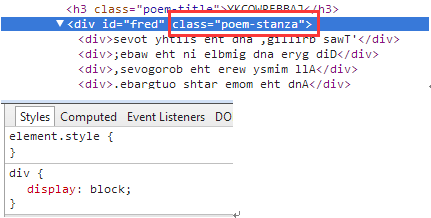 <h3 class="poem-title">YKCOWREBBAJ</h3>
▼<div id="fred" class="poem-stanza">
<div>sevot yhtils eht dna ,gillirb sawT'</div>
<div>;ebaw eht ni elbmig dna eryg diD</div>
<div>,sevogorob eht erew ysmim llA</div>
<div>.ebargtuo shtar emom eht dnA</div>
Styles Computed Event Listeners DO
element.style {
}
div {
display: block;
}